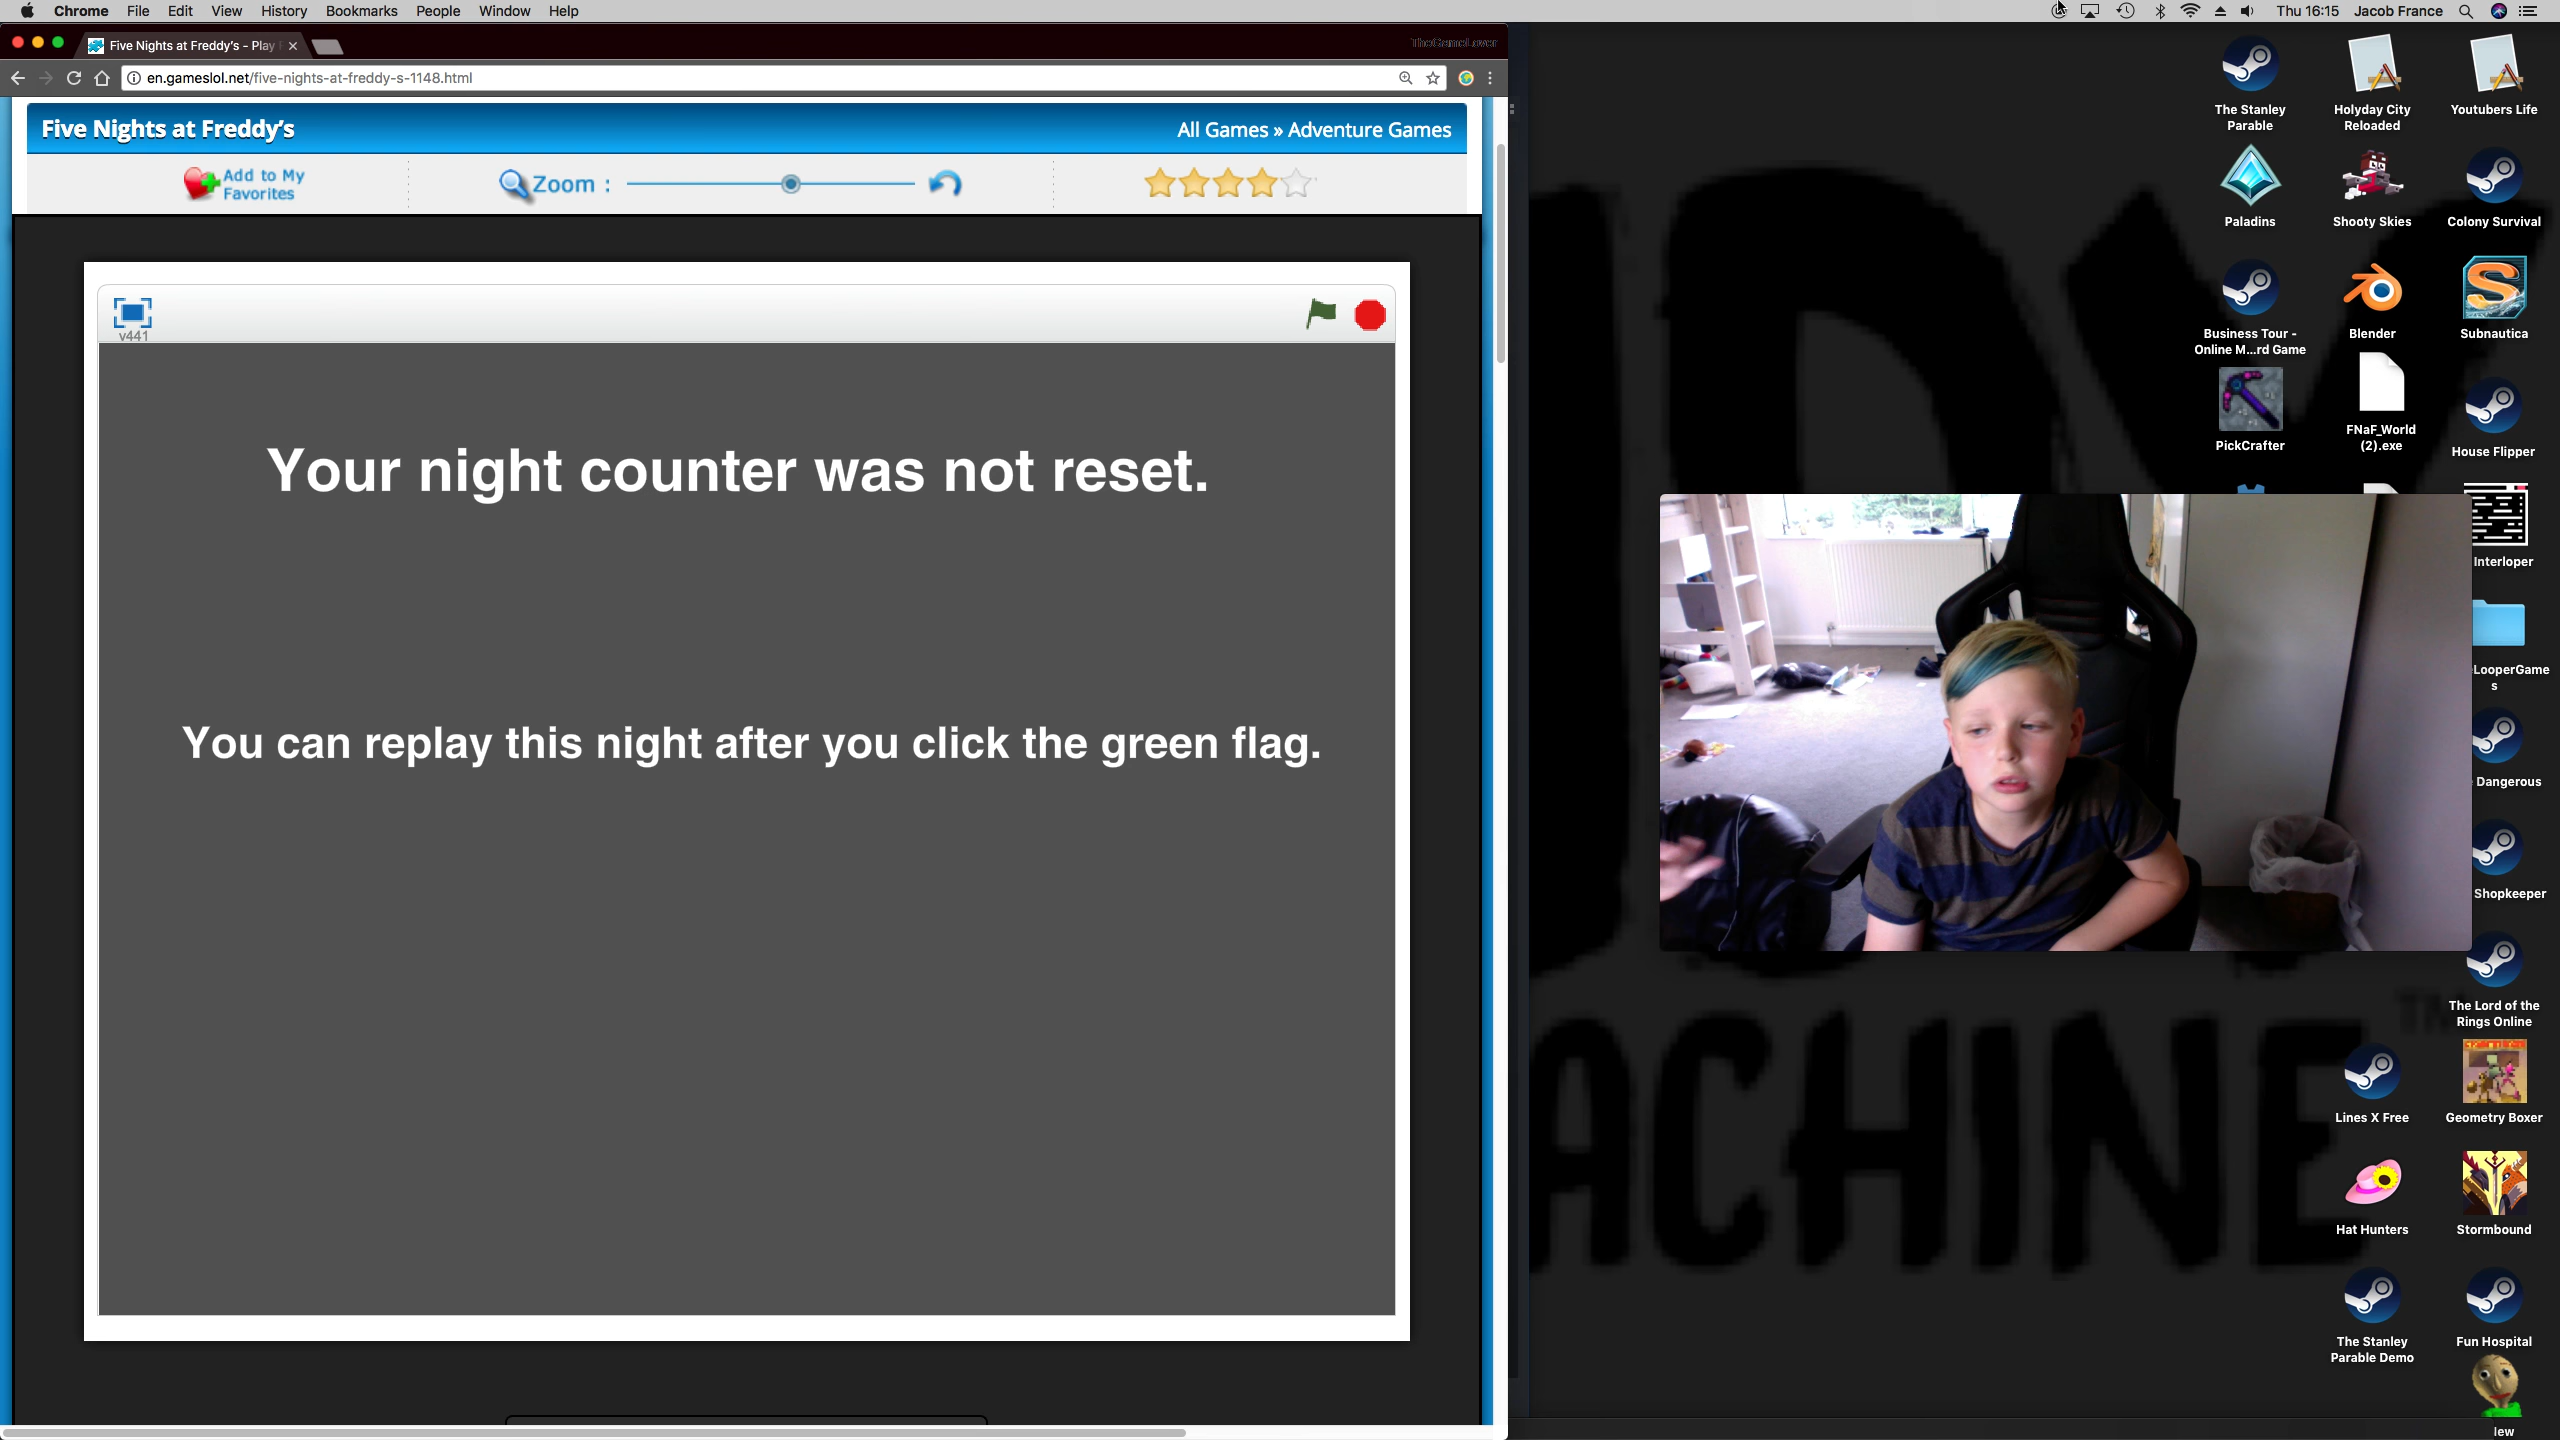 Chrome File Edit View History Bookmarks People Window Help
Thu 16:15 Jacob France
Five Nights at Freddy's - Play
TheGameLover
en.gameslol.net/five-nights-at-freddy-s-1148.html
Five Nights at Freddy's
All Games » Adventure Games
Add to My
Favorites
Zoom :
v441
Your night counter was not reset.
You can replay this night after you click the green flag.
The Stanley
Parable
Holyday City
Reloaded
Youtubers Life
Paladins
Shooty Skies
Colony Survival
Business Tour -
Online M...rd Game
Blender
Subnautica
PickCrafter
FNaF_World
(2).exe
House Flipper
Interloper
LooperGame
s
Dangerous
Shopkeeper
The Lord of the
Rings Online
Lines X Free
Geometry Boxer
Hat Hunters
Stormbound
The Stanley
Parable Demo
Fun Hospital
ACHINE
TM